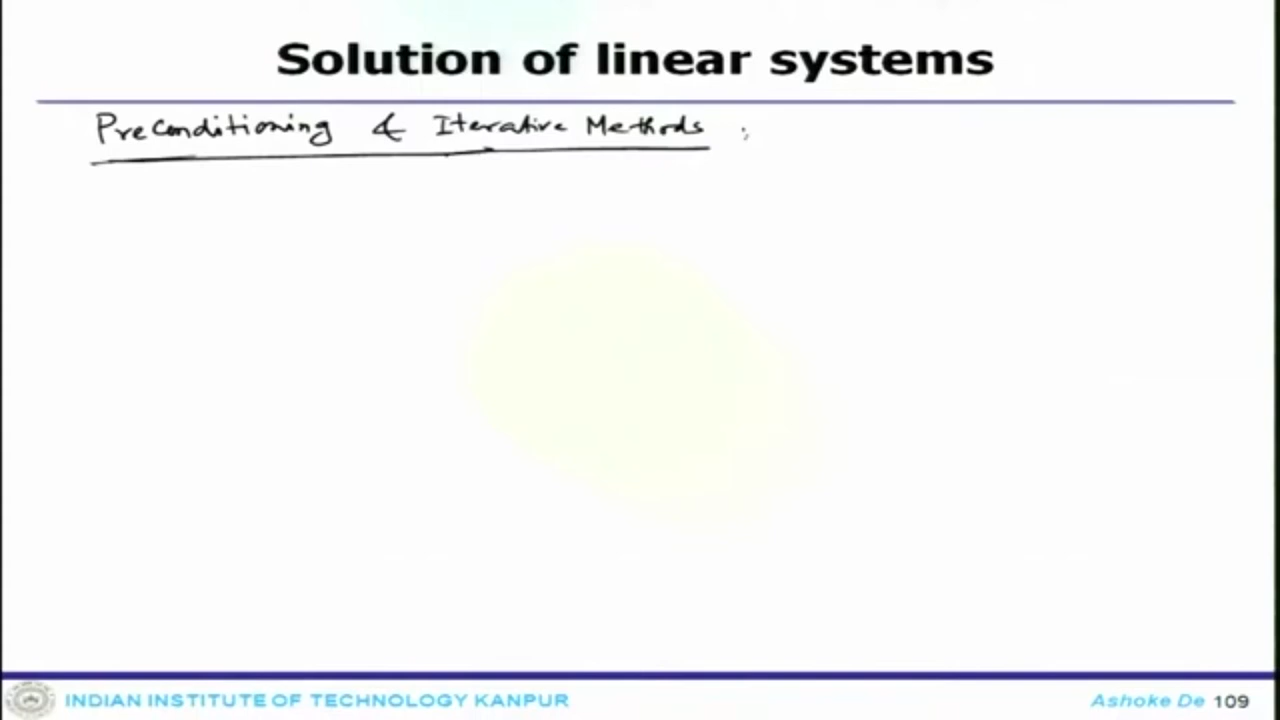 Solution of linear systems
Preconditioning & Iterative Methods :
INDIAN INSTITUTE OF TECHNOLOGY KANPUR
Ashoke De 109